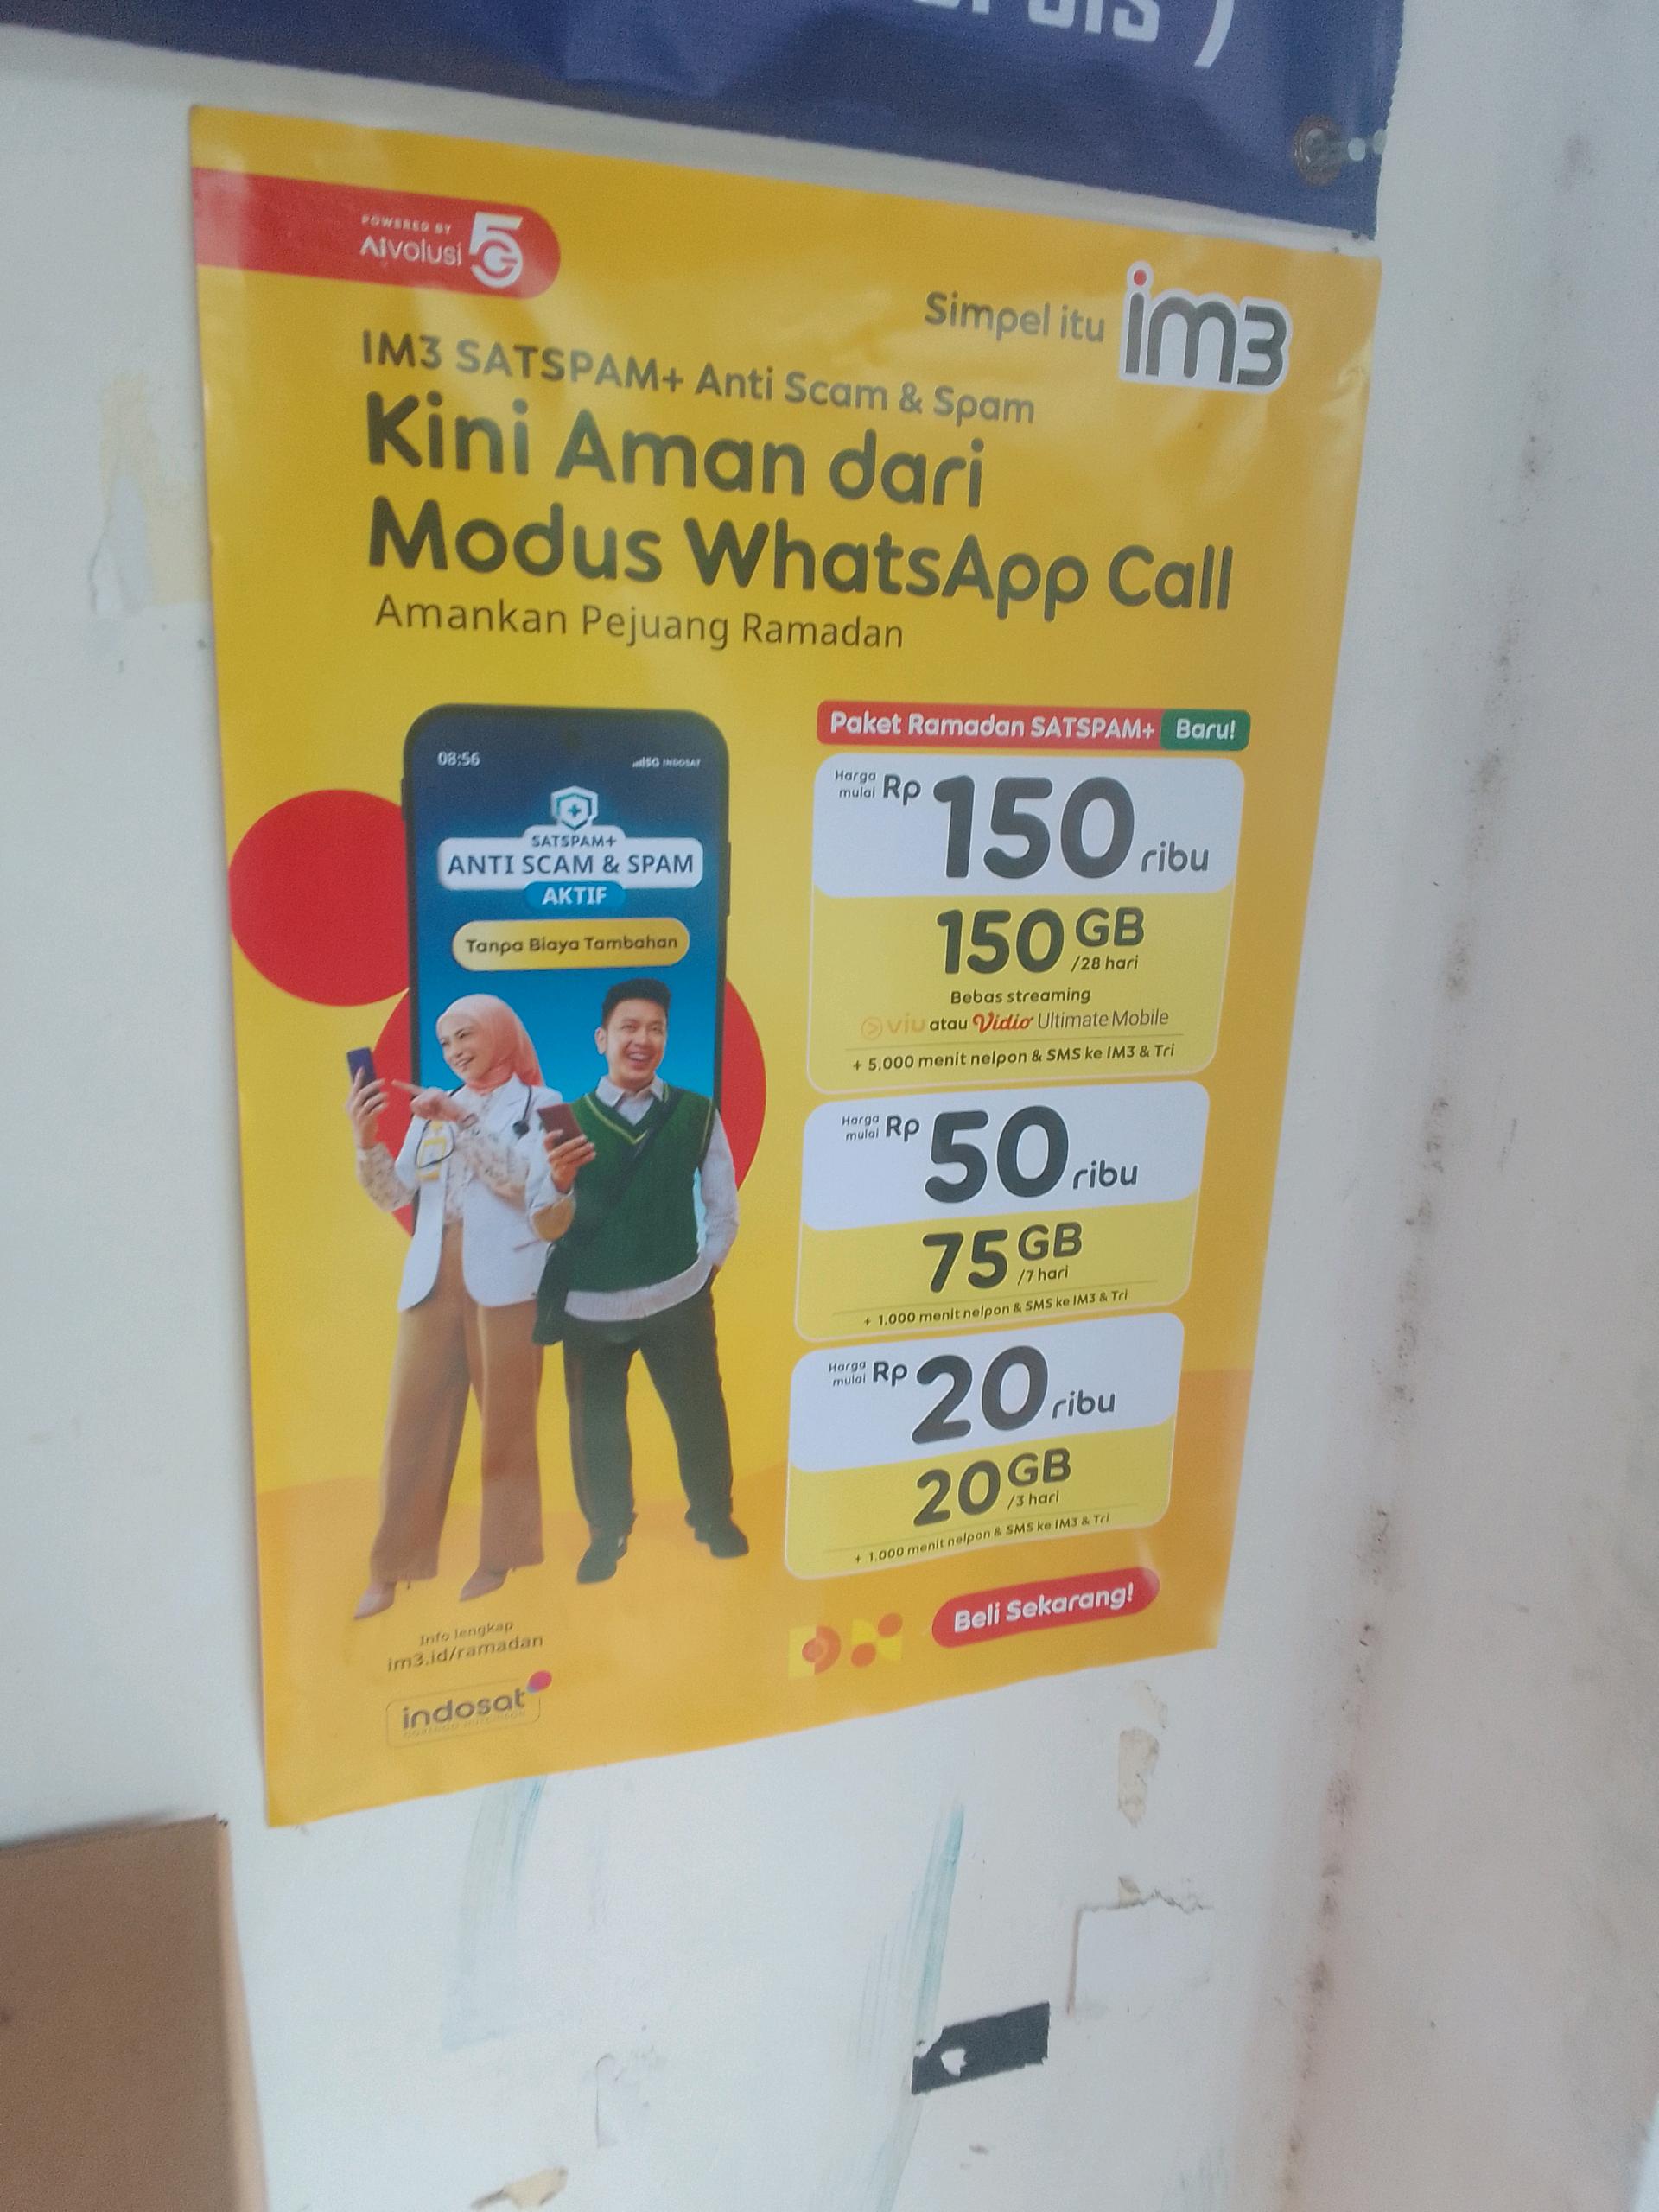 POWERED BY
AIvolusi 5G
Simpel itu im3
IM3 SATSPAM+ Anti Scam & Spam
Kini Aman dari
Modus WhatsApp Call
Amankan Pejuang Ramadan
08:56
5G INDOSAT
SATSPAM+
ANTI SCAM & SPAM
AKTIF
Tanpa Biaya Tambahan
Paket Ramadan SATSPAM+ Baru!
Harga mulai Rp 150 ribu
150 GB /28 hari
Bebas streaming
viu atau Vidio Ultimate Mobile
+ 5.000 menit nelpon & SMS ke IM3 & Tri
Harga mulai Rp 50 ribu
75 GB /7 hari
+ 1.000 menit nelpon & SMS ke IM3 & Tri
Harga mulai Rp 20 ribu
20 GB /3 hari
+ 1.000 menit nelpon & SMS ke IM3 & Tri
Beli Sekarang!
Info lengkap
im3.id/ramadan
indosat